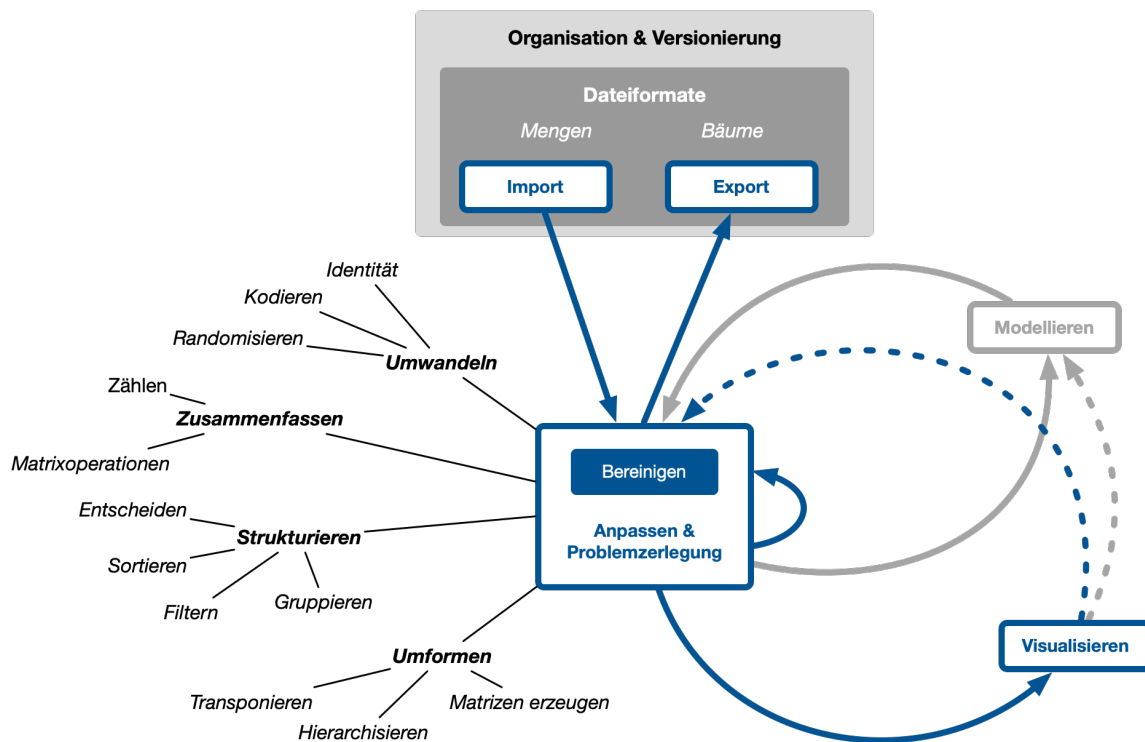 Organisation & Versionierung
Dateiformate
Mengen
Bäume
Import
Export
Identität
Kodieren
Randomisieren
Umwandeln
Modellieren
Zählen
Zusammenfassen
Matrixoperationen
Bereinigen
Anpassen &
Problemzerlegung
Entscheiden
Strukturieren
Sortieren
Filtern
Gruppieren
Umformen
Transponieren
Matrizen erzeugen
Hierarchisieren
Visualisieren